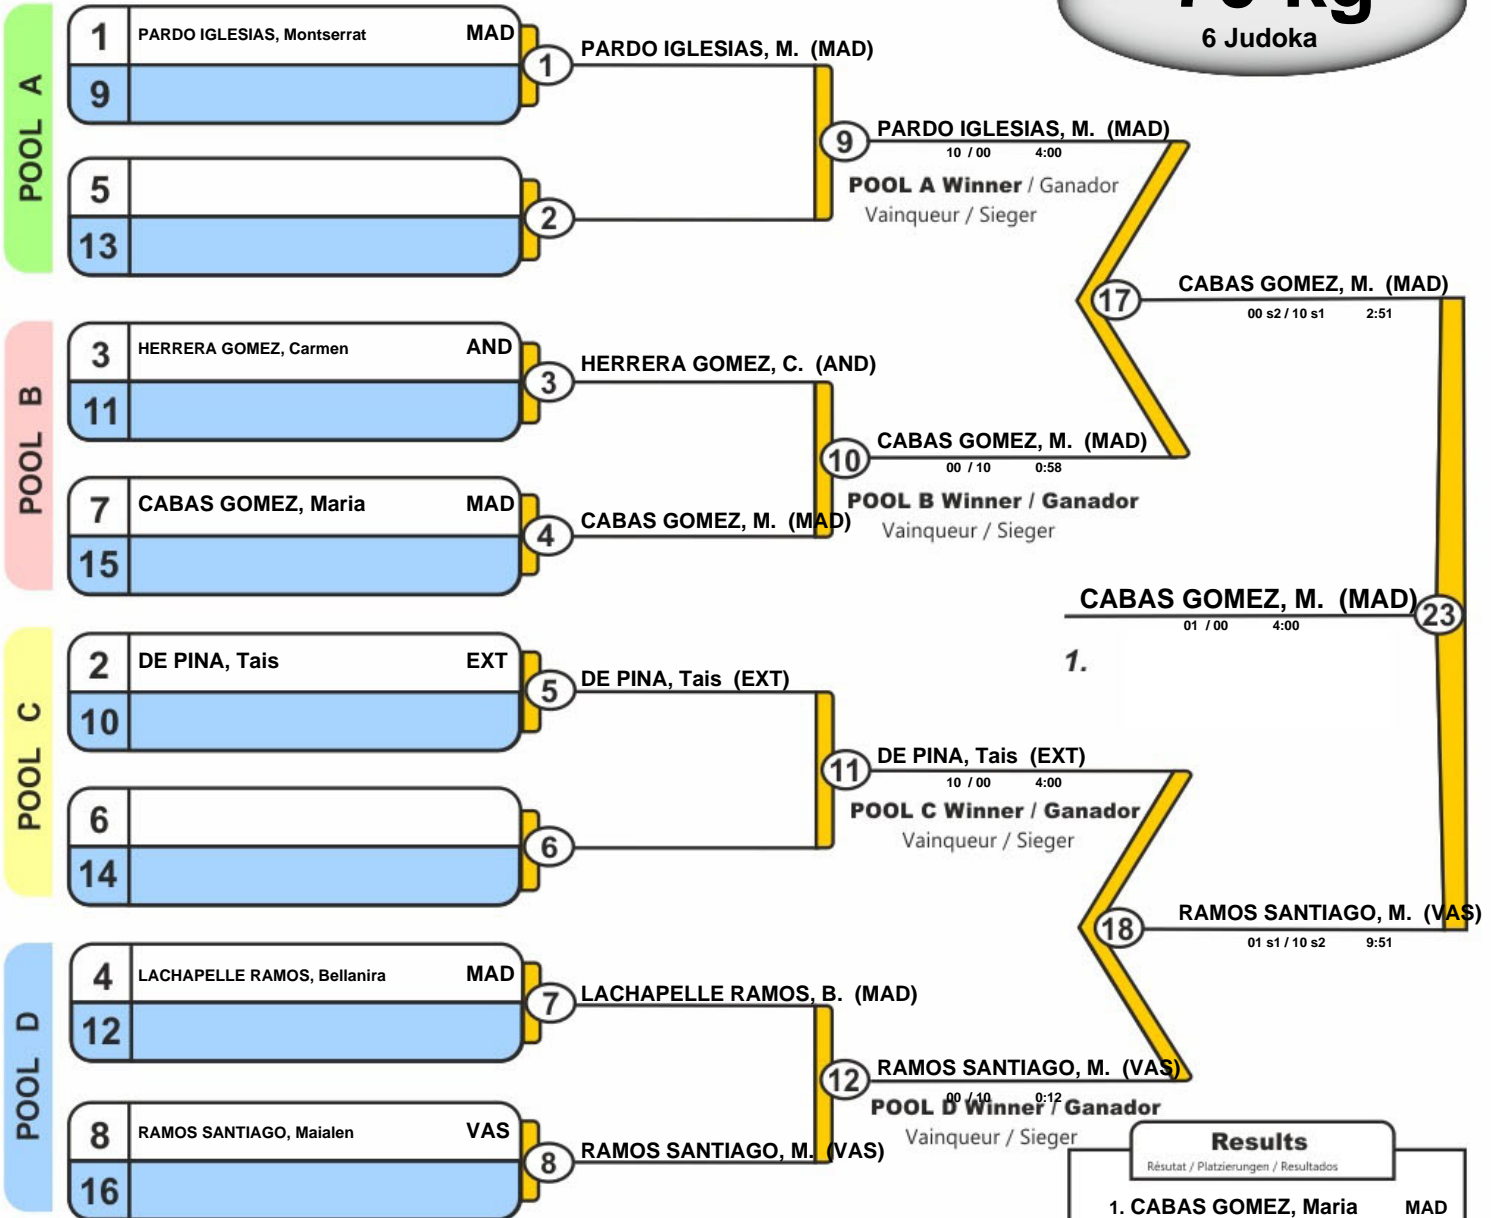 6 Judoka
POOL A
1 PARDO IGLESIAS, Montserrat MAD
9
1
PARDO IGLESIAS, M. (MAD)
5
13
2
9
PARDO IGLESIAS, M. (MAD)
10 / 00 4:00
POOL A Winner / Ganador
Vainqueur / Sieger
POOL B
3 HERRERA GOMEZ, Carmen AND
11
3
HERRERA GOMEZ, C. (AND)
7 CABAS GOMEZ, Maria MAD
15
4
CABAS GOMEZ, M. (MAD)
10
CABAS GOMEZ, M. (MAD)
00 / 10 0:58
POOL B Winner / Ganador
Vainqueur / Sieger
17
CABAS GOMEZ, M. (MAD)
00 s2 / 10 s1 2:51
CABAS GOMEZ, M. (MAD)
23
01 / 00 4:00
1.
POOL C
2 DE PINA, Tais EXT
10
5
DE PINA, Tais (EXT)
6
14
6
11
DE PINA, Tais (EXT)
10 / 00 4:00
POOL C Winner / Ganador
Vainqueur / Sieger
POOL D
4 LACHAPELLE RAMOS, Bellanira MAD
12
7
LACHAPELLE RAMOS, B. (MAD)
8 RAMOS SANTIAGO, Maialen VAS
16
8
RAMOS SANTIAGO, M. (VAS)
12
RAMOS SANTIAGO, M. (VAS)
00 / 10 0:12
POOL D Winner / Ganador
Vainqueur / Sieger
18
RAMOS SANTIAGO, M. (VAS)
01 s1 / 10 s2 9:51
Results
Résutat / Platzierungen / Resultados
1. CABAS GOMEZ, Maria MAD